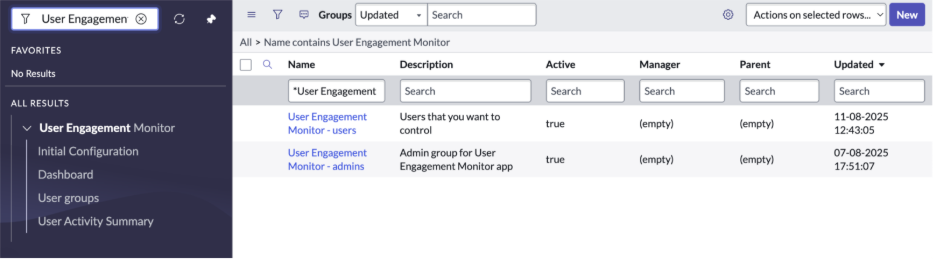 User Engagement
Groups Updated Search Actions on selected rows... New
All > Name contains User Engagement Monitor
FAVORITES
No Results
ALL RESULTS
User Engagement Monitor
Initial Configuration
Dashboard
User groups
User Activity Summary
Name Description Active Manager Parent Updated
*User Engagement Search Search Search Search Search
User Engagement Users that you want to 11-08-2025
Monitor - users control true (empty) (empty) 12:43:05
User Engagement Admin group for User 07-08-2025
Monitor - admins Engagement Monitor app true (empty) (empty) 17:51:07